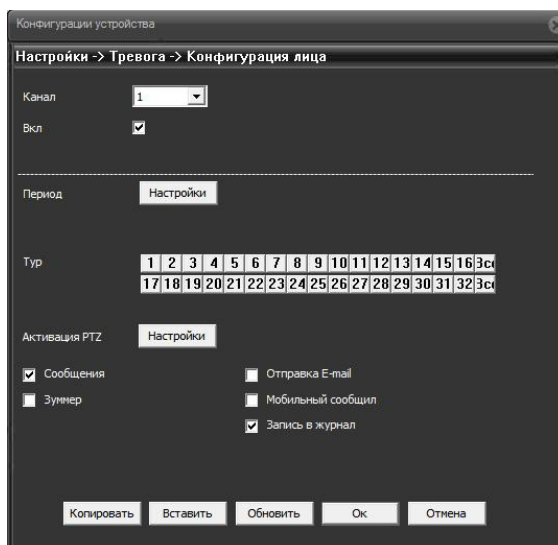 Конфигурации устройства
Настройки -> Тревога -> Конфигурация лица
Канал 1
Вкл
Период Настройки
Тур 1 2 3 4 5 6 7 8 9 10 11 12 13 14 15 16 Все
17 18 19 20 21 22 23 24 25 26 27 28 29 30 31 32 Все
Активация PTZ Настройки
Сообщения Отправка E-mail
Зуммер Мобильный сообщил
Запись в журнал
Копировать Вставить Обновить Ок Отмена